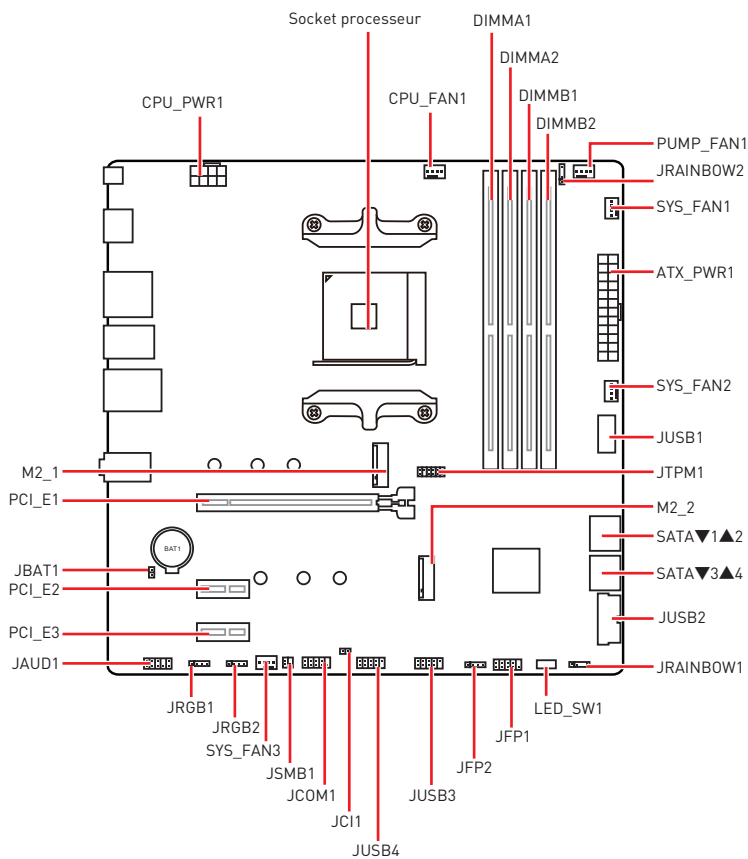 Socket processeur
DIMMA1
DIMMA2
CPU_PWR1
CPU_FAN1
DIMMB1
DIMMB2
PUMP_FAN1
JRAINBOW2
SYS_FAN1
ATX_PWR1
SYS_FAN2
JUSB1
M2_1
JTPM1
PCI_E1
M2_2
SATA▼1▲2
BAT1
JBAT1
SATA▼3▲4
PCI_E2
JUSB2
PCI_E3
JAUD1
JRAINBOW1
JRGB1
LED_SW1
JRGB2
JFP1
SYS_FAN3
JFP2
JSMB1
JCOM1
JUSB3
JCI1
JUSB4